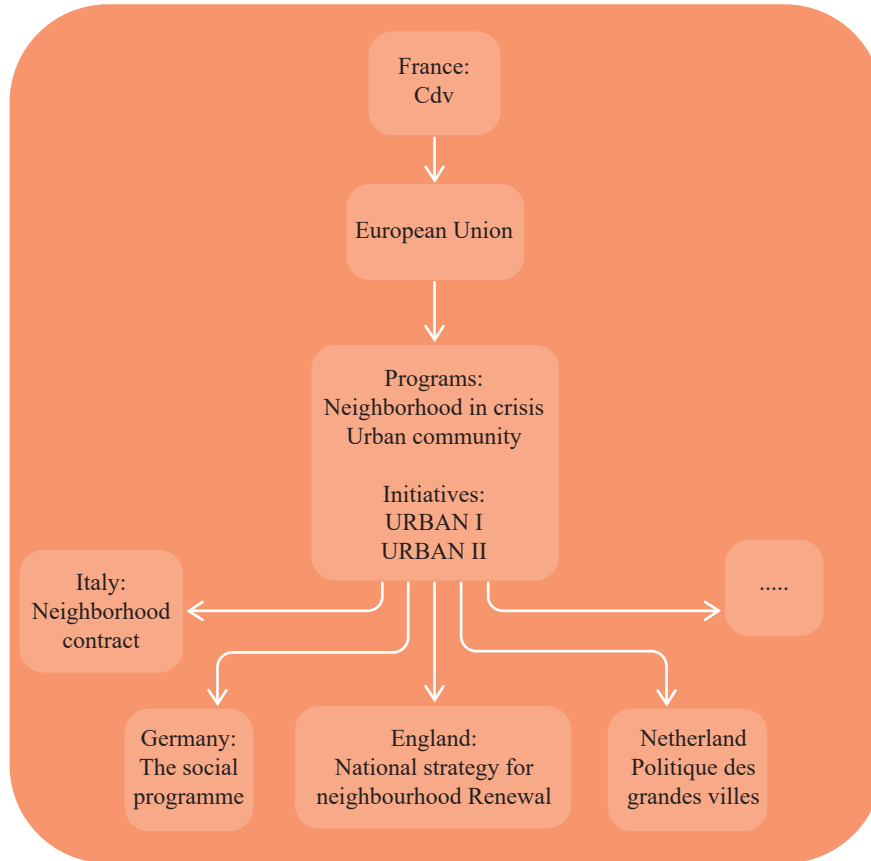 France:
Cdv
European Union
Programs:
Neighborhood in crisis
Urban community
Initiatives:
URBAN I
URBAN II
Italy:
Neighborhood
contract
.....
Germany:
The social
programme
England:
National strategy for
neighbourhood Renewal
Netherland
Politique des
grandes villes